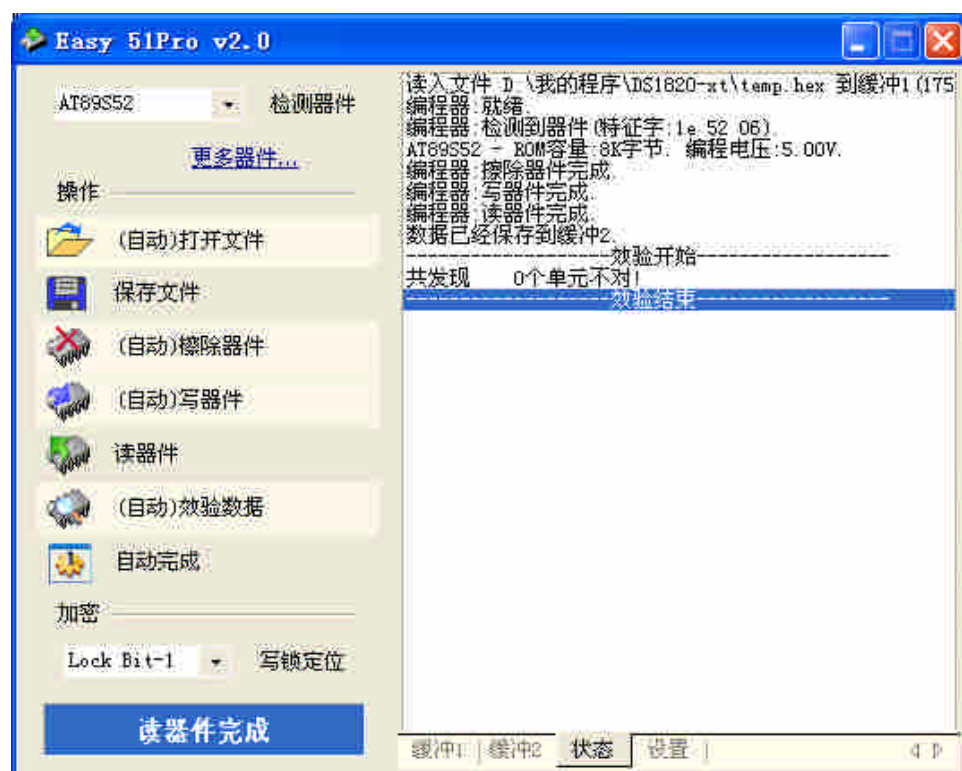 Easy 51Pro v2.0
AT89S52
检测器件
更多器件...
操作
(自动)打开文件
保存文件
(自动)擦除器件
(自动)写器件
读器件
(自动)效验数据
自动完成
加密
Lock Bit-1
写锁定位
读器件完成
读入文件 D:\我的程序\DS1820-xt\temp.hex 到缓冲1(175
编程器:就绪.
编程器:检测到器件(特征字:1e 52 06).
AT89S52 - ROM容量:8K字节. 编程电压:5.00V.
编程器:擦除器件完成.
编程器:写器件完成.
编程器:读器件完成.
数据已经保存到缓冲2.
--------------------效验开始--------------------
共发现 0个单元不对!
--------------------效验结束--------------------
缓冲1
缓冲2
状态
设置